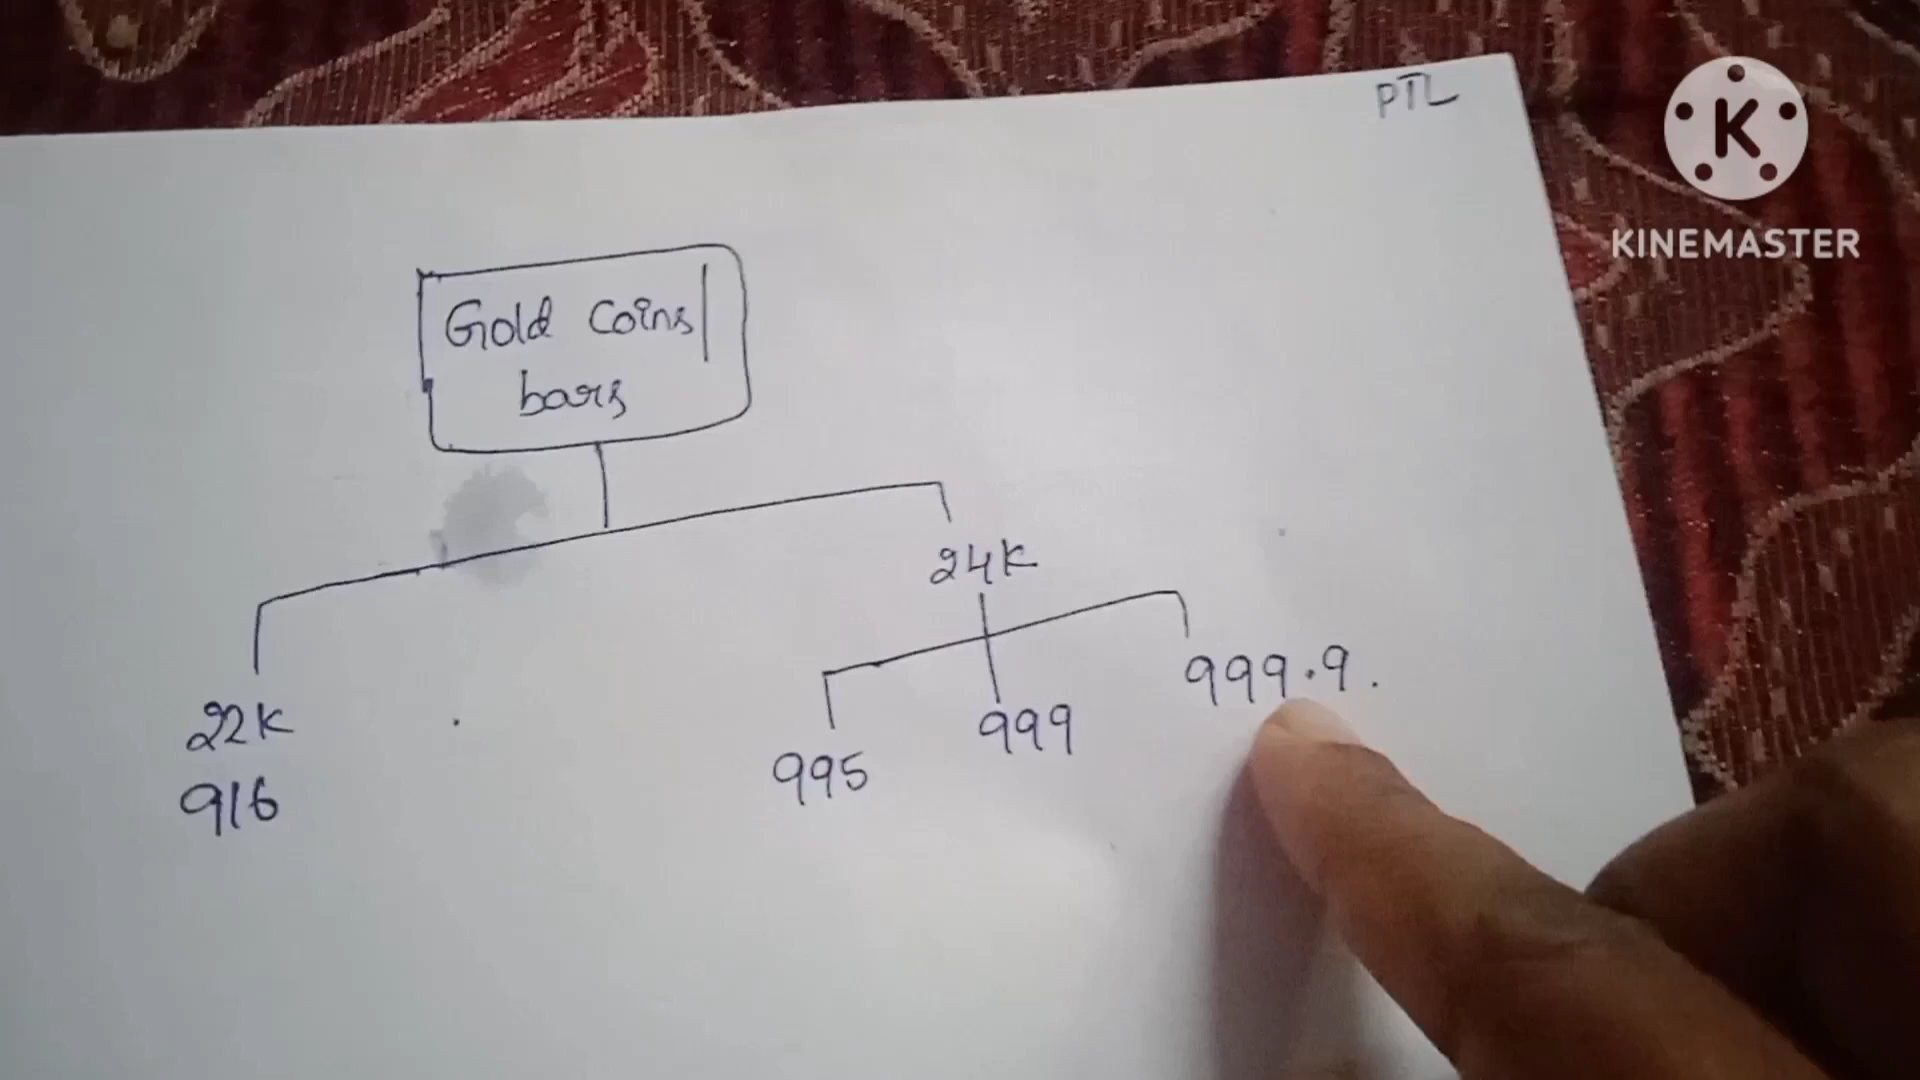 PTL
K
KINEMASTER
Gold coins/
bars
24K
22K
916
995
999
999.9.